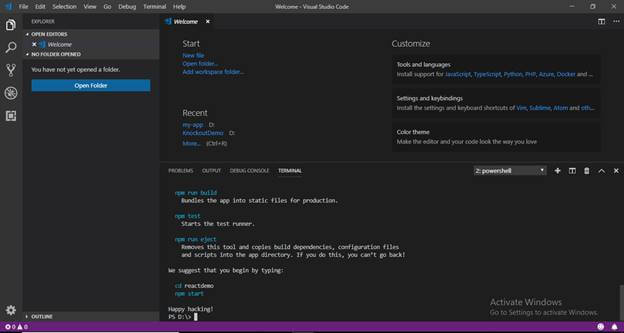 File Edit Selection View Go Debug Terminal Help Welcome - Visual Studio Code
EXPLORER
OPEN EDITORS
Welcome
NO FOLDER OPENED
You have not yet opened a folder.
Open Folder
OUTLINE
Welcome
Start
New file
Open folder...
Add workspace folder...
Recent
my-app D:
KnockoutDemo D:
More... (Ctrl+R)
Customize
Tools and languages
Install support for JavaScript, TypeScript, Python, PHP, Azure, Docker and ...
Settings and keybindings
Install the settings and keyboard shortcuts of Vim, Sublime, Atom and oth...
Color theme
Make the editor and your code look the way you love
PROBLEMS OUTPUT DEBUG CONSOLE TERMINAL 2: powershell
npm run build
Bundles the app into static files for production.
npm test
Starts the test runner.
npm run eject
Removes this tool and copies build dependencies, configuration files
and scripts into the app directory. If you do this, you can't go back!
We suggest that you begin by typing:
cd reactdemo
npm start
Happy hacking!
PS D:\>
Activate Windows
Go to Settings to activate Windows.
0 0